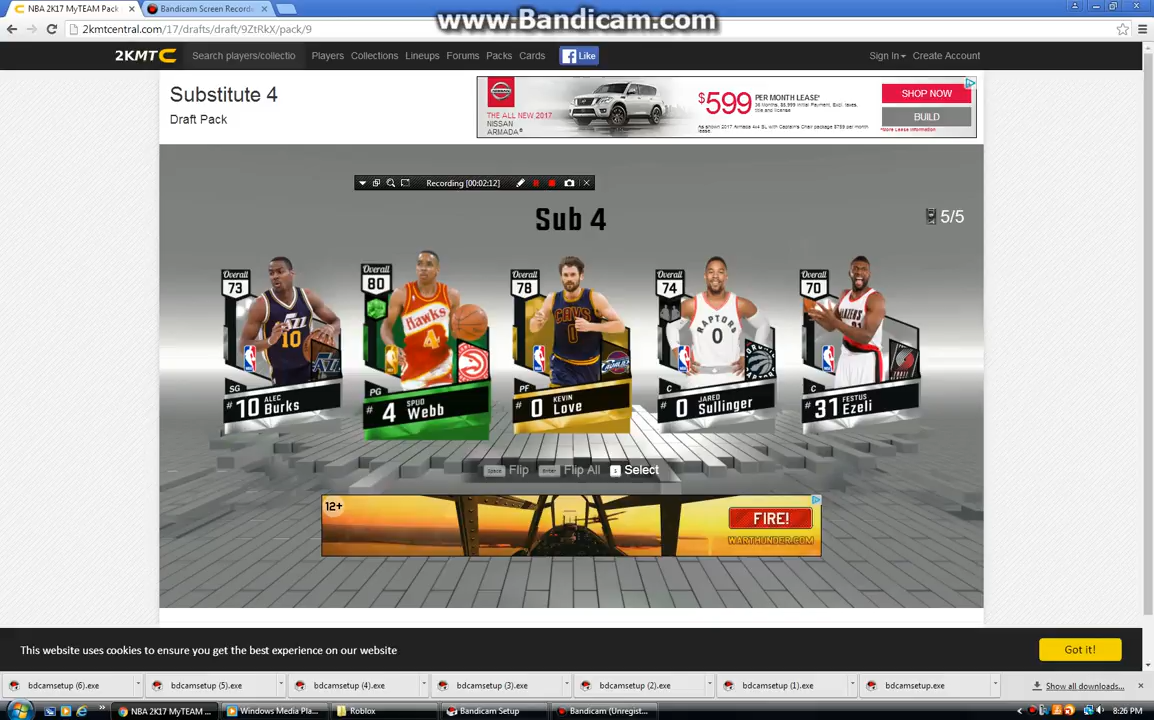 NBA 2K17 MyTEAM Pack
Bandicam Screen Record
www.Bandicam.com
2kmtcentral.com/17/drafts/draft/9ZtRkX/pack/9
2KMTC
Search players/collectio
Players
Collections
Lineups
Forums
Packs
Cards
Like
Sign In
Create Account
Substitute 4
Draft Pack
THE ALL NEW 2017
NISSAN
ARMADA
$599
PER MONTH LEASE*
SHOP NOW
BUILD
Recording [00:02:12]
Sub 4
5/5
Overall
73
SG
#10 ALEC
Burks
Overall
80
PG
#4 SPUD
Webb
Overall
78
PF
#0 KEVIN
Love
Overall
74
C
#0 JARED
Sullinger
Overall
70
C
#31 FESTUS
Ezeli
Flip
Flip All
S
Select
12+
FIRE!
WARTHUNDER.COM
This website uses cookies to ensure you get the best experience on our website
Got it!
bdcamsetup (6).exe
bdcamsetup (5).exe
bdcamsetup (4).exe
bdcamsetup (3).exe
bdcamsetup (2).exe
bdcamsetup (1).exe
bdcamsetup.exe
Show all downloads...
NBA 2K17 MyTEAM ...
Windows Media Pla...
Roblox
Bandicam Setup
Bandicam (Unregist...
8:26 PM